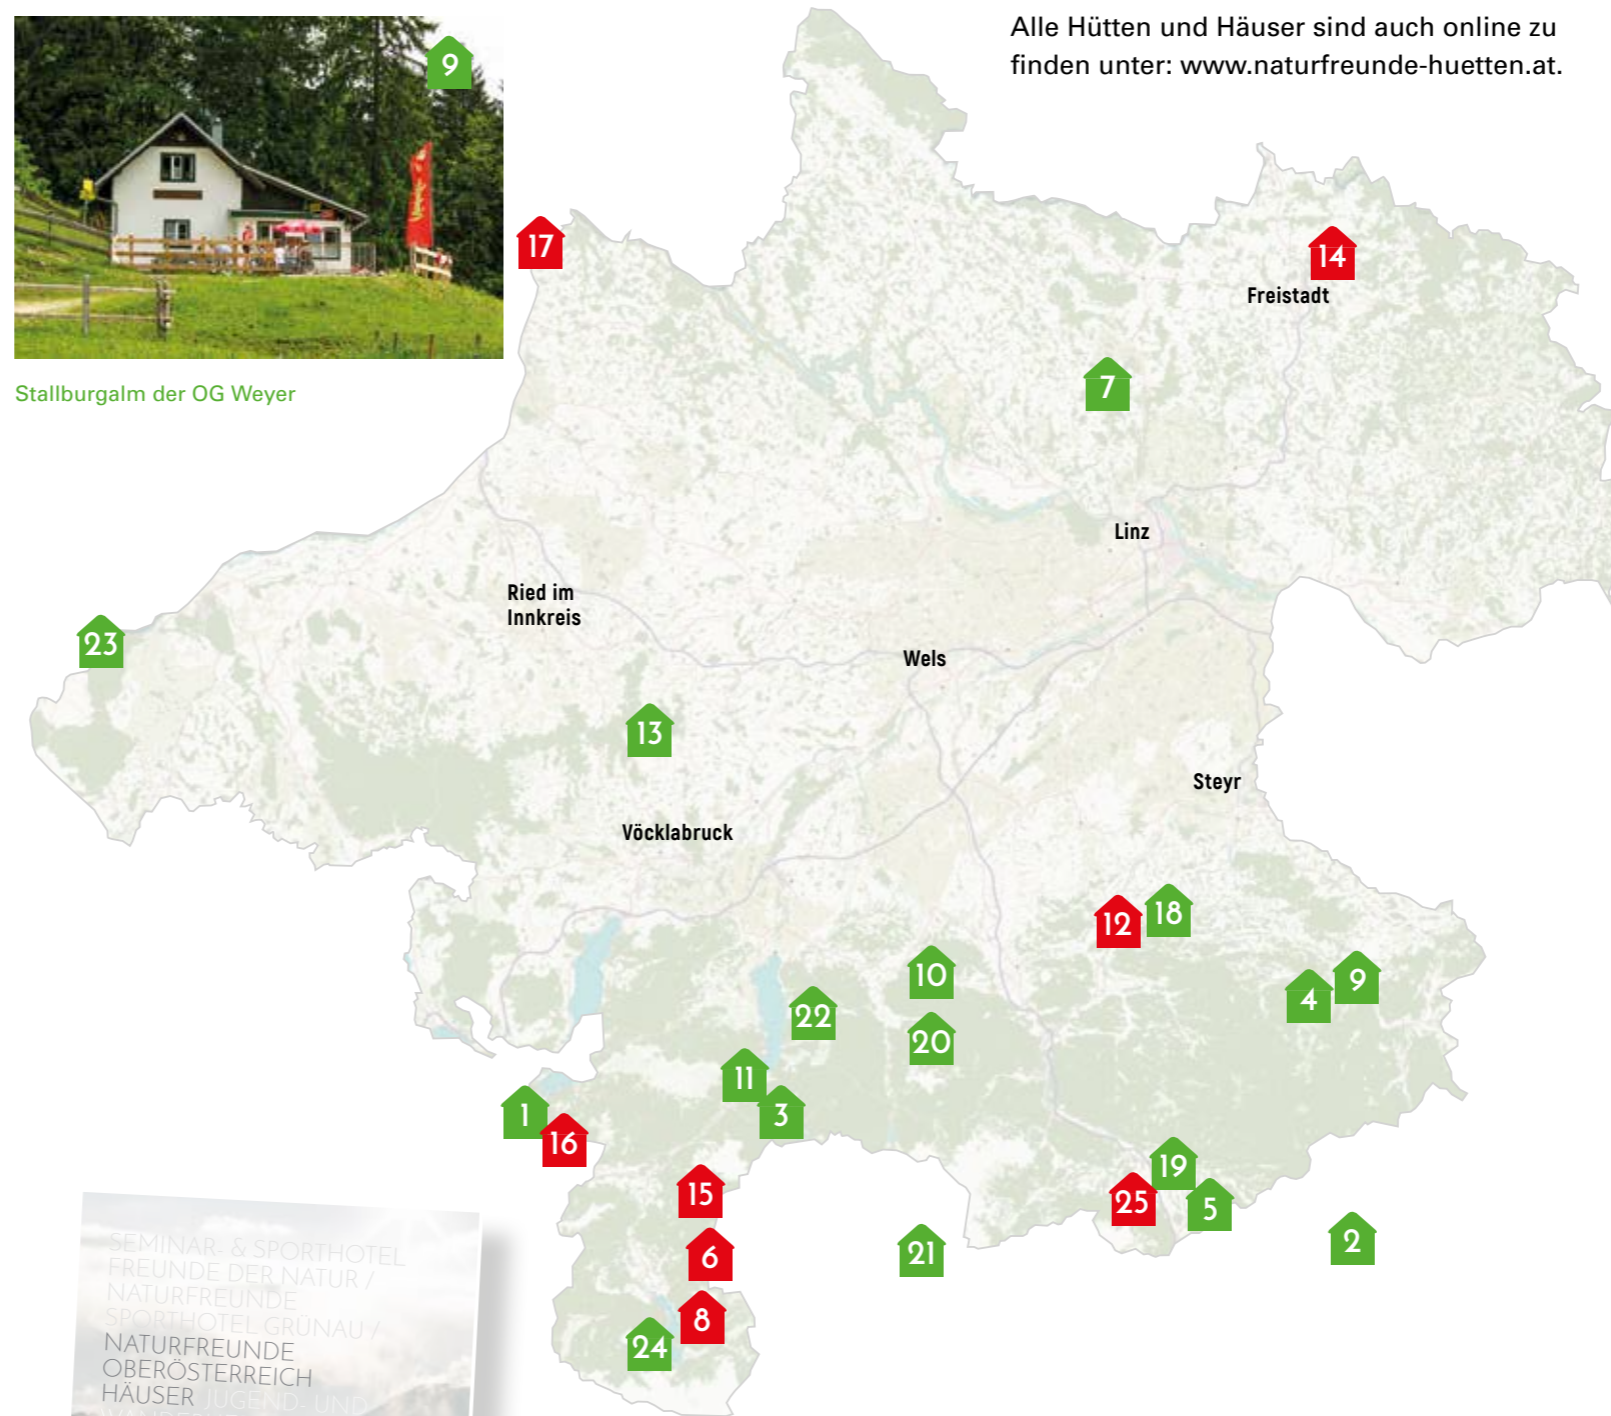 9
Alle Hütten und Häuser sind auch online zu
finden unter: www.naturfreunde-huetten.at.
Stallburgalm der OG Weyer
17
14
Freistadt
7
Linz
Ried im
Innkreis
23
Wels
13
Steyr
Vöcklabruck
12
18
10
9
4
22
20
11
3
1
16
19
15
25
5
2
6
21
8
24
SEMINAR- & SPORTHOTEL
FREUNDE DER NATUR /
NATURFREUNDE
SPORTHOTEL GRÜNAU /
NATURFREUNDE
OBERÖSTERREICH
HÄUSER JUGEND- UND